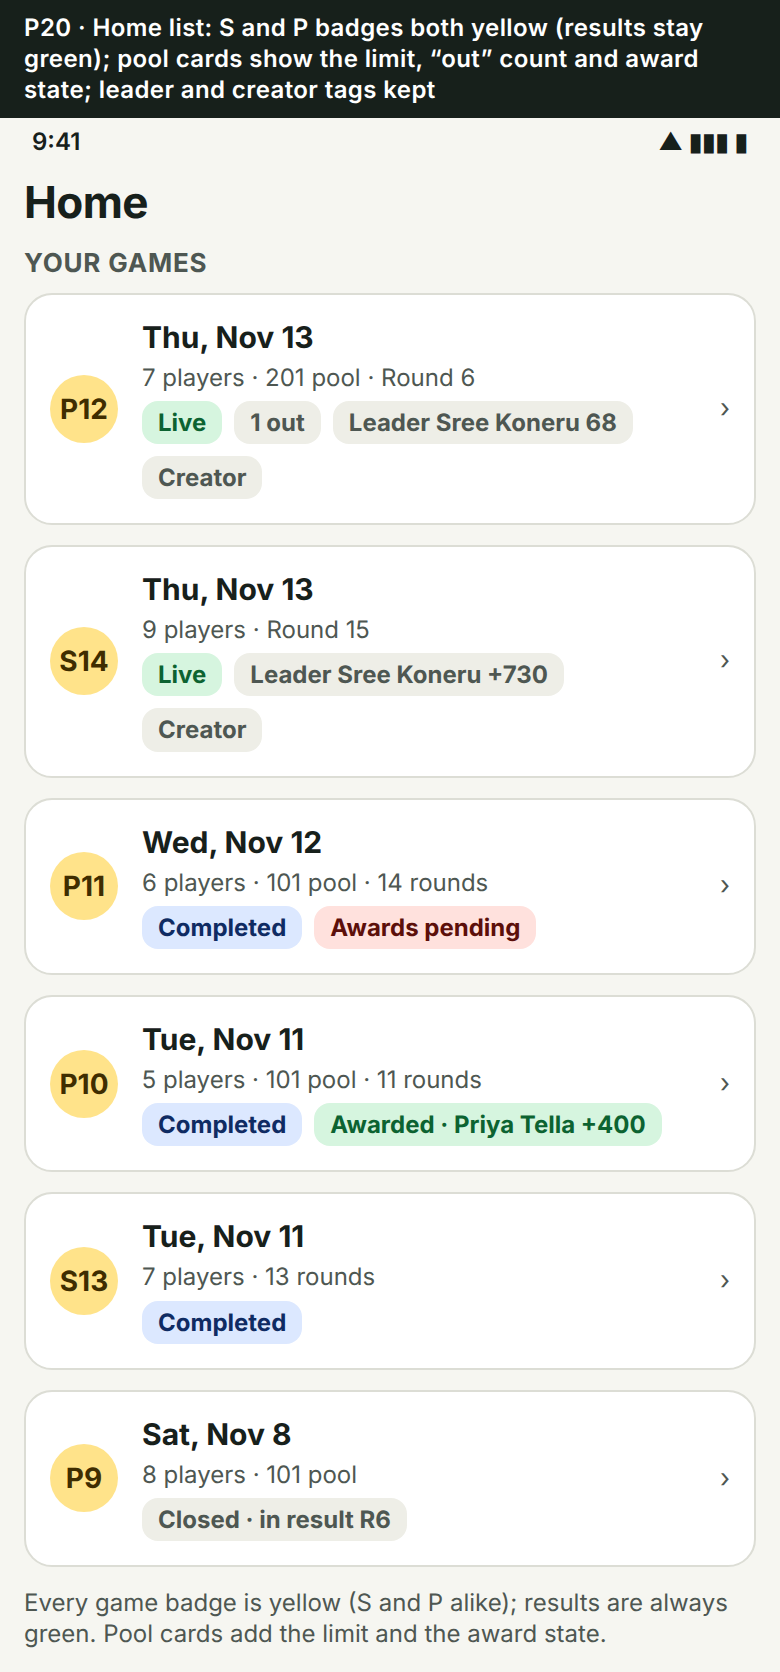 P20 · Home list: S and P badges both yellow (results stay
green); pool cards show the limit, “out” count and award
state; leader and creator tags kept
9:41
Home
YOUR GAMES
P12
Thu, Nov 13
7 players · 201 pool · Round 6
Live
1 out
Leader Sree Koneru 68
Creator
›
S14
Thu, Nov 13
9 players · Round 15
Live
Leader Sree Koneru +730
Creator
›
P11
Wed, Nov 12
6 players · 101 pool · 14 rounds
Completed
Awards pending
›
P10
Tue, Nov 11
5 players · 101 pool · 11 rounds
Completed
Awarded · Priya Tella +400
›
S13
Tue, Nov 11
7 players · 13 rounds
Completed
›
P9
Sat, Nov 8
8 players · 101 pool
Closed · in result R6
›
Every game badge is yellow (S and P alike); results are always
green. Pool cards add the limit and the award state.